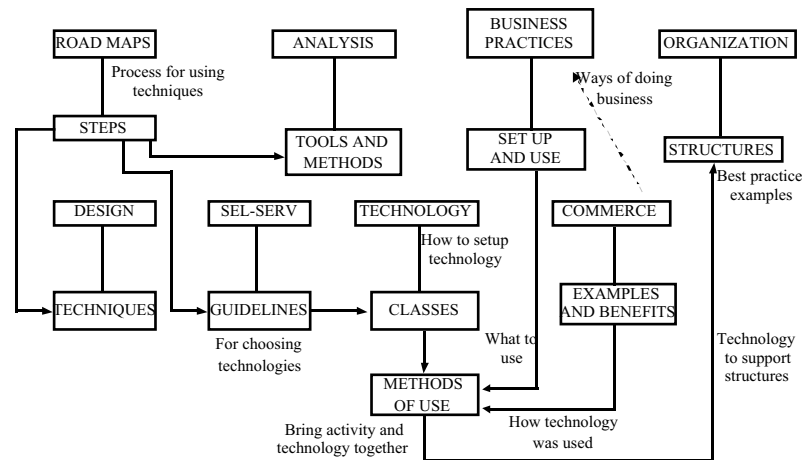 ROAD MAPS
ANALYSIS
BUSINESS
PRACTICES
ORGANIZATION
Process for using
techniques
Ways of doing
business
STEPS
TOOLS AND
METHODS
SET UP
AND USE
STRUCTURES
Best practice
examples
DESIGN
SEL-SERV
TECHNOLOGY
COMMERCE
How to setup
technology
TECHNIQUES
GUIDELINES
CLASSES
EXAMPLES
AND BENEFITS
For choosing
technologies
What to
use
Technology
to support
structures
METHODS
OF USE
Bring activity and
technology together
How technology
was used